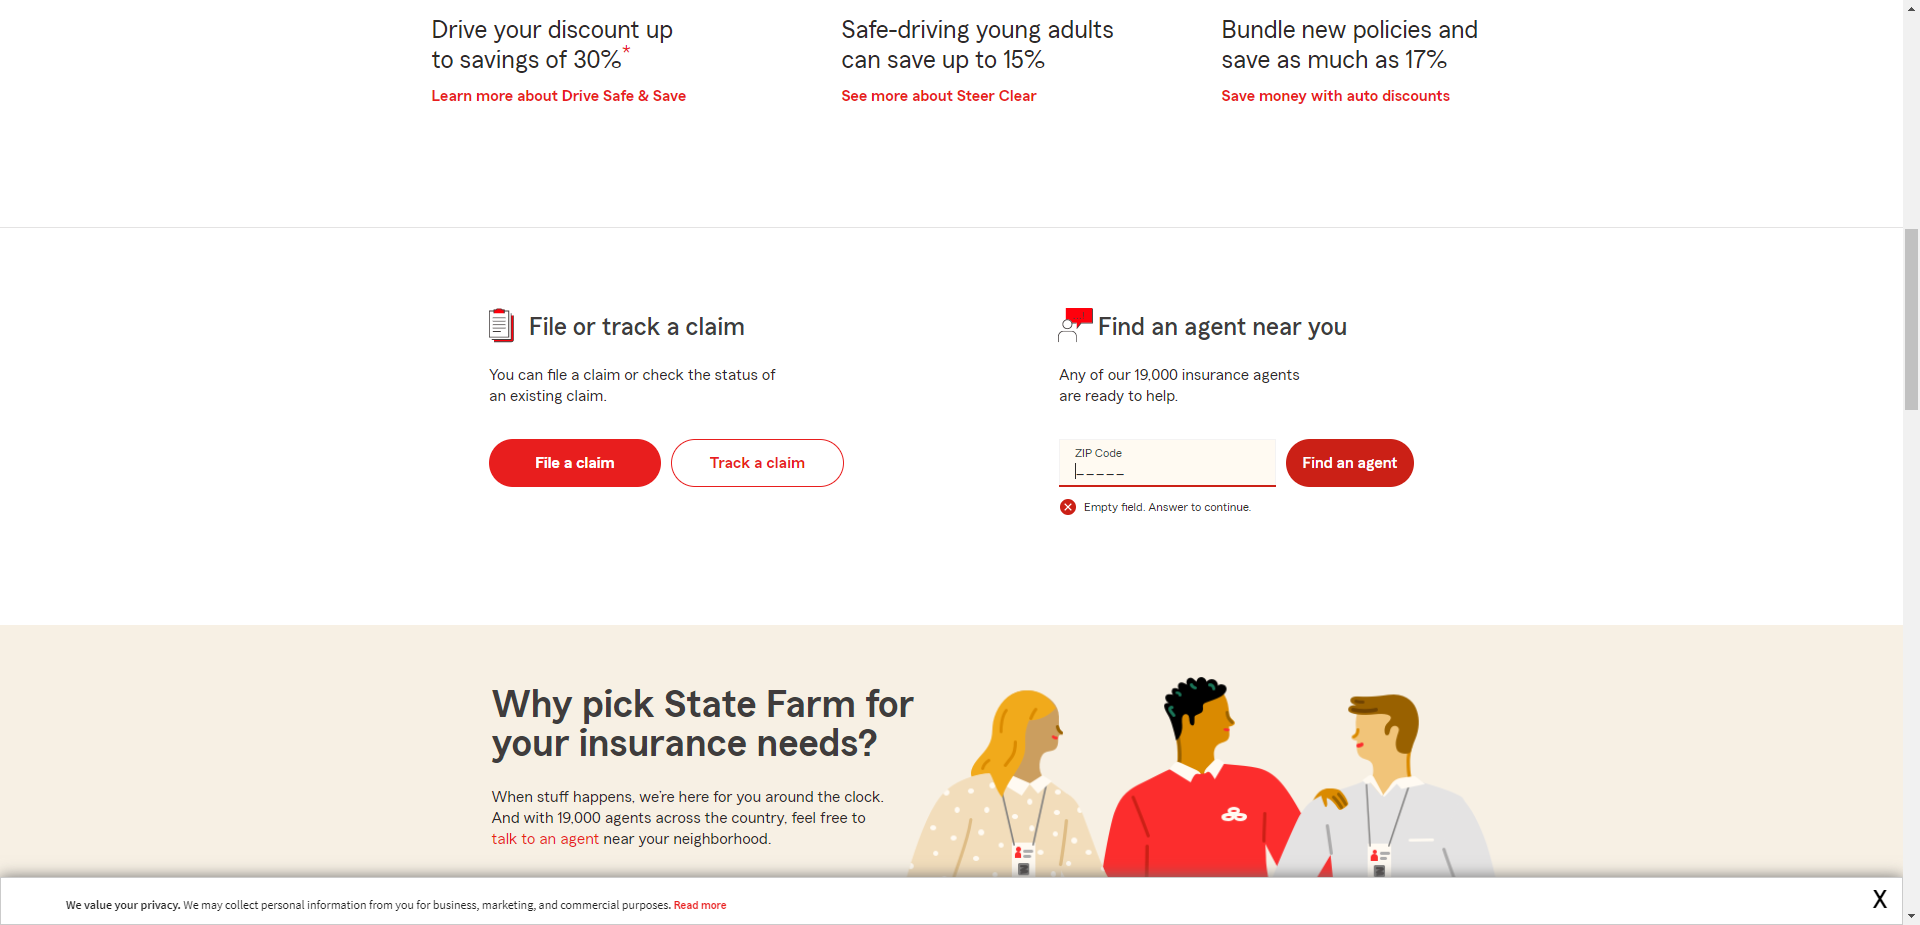 Drive your discount up
to savings of 30%*
Learn more about Drive Safe & Save
Safe-driving young adults
can save up to 15%
See more about Steer Clear
Bundle new policies and
save as much as 17%
Save money with auto discounts
File or track a claim
You can file a claim or check the status of
an existing claim.
File a claim
Track a claim
Find an agent near you
Any of our 19,000 insurance agents
are ready to help.
ZIP Code
_____
Find an agent
Empty field. Answer to continue.
Why pick State Farm for
your insurance needs?
When stuff happens, we're here for you around the clock.
And with 19,000 agents across the country, feel free to
talk to an agent near your neighborhood.
We value your privacy. We may collect personal information from you for business, marketing, and commercial purposes. Read more
X